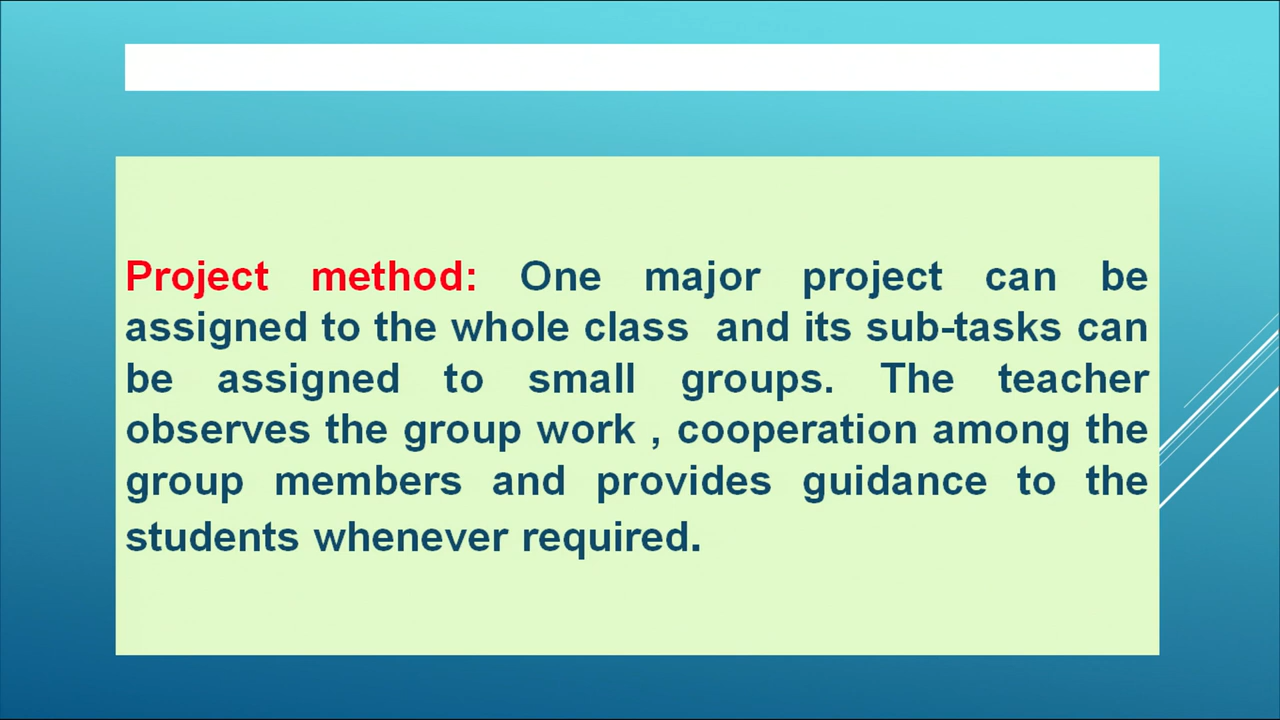 Project method: One major project can be
assigned to the whole class and its sub-tasks can
be assigned to small groups. The teacher
observes the group work , cooperation among the
group members and provides guidance to the
students whenever required.